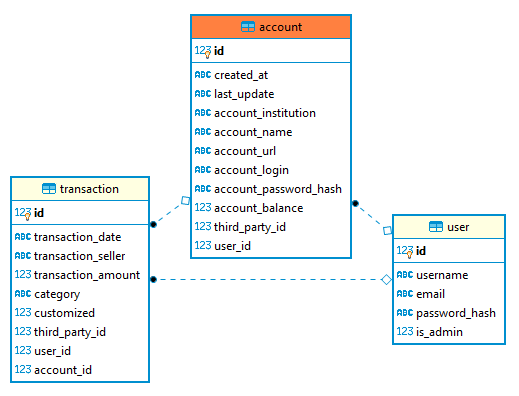 account
123 id
ABC created_at
ABC last_update
ABC account_institution
ABC account_name
ABC account_url
ABC account_login
ABC account_password_hash
123 account_balance
123 third_party_id
123 user_id
transaction
123 id
ABC transaction_date
ABC transaction_seller
123 transaction_amount
ABC category
123 customized
123 third_party_id
123 user_id
123 account_id
user
123 id
ABC username
ABC email
ABC password_hash
123 is_admin